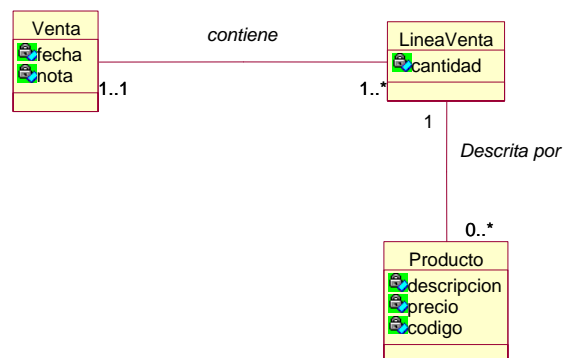 Venta
fecha
nota
contiene
LineaVenta
cantidad
1..1
1..*
1
Descrita por
0..*
Producto
descripcion
precio
codigo